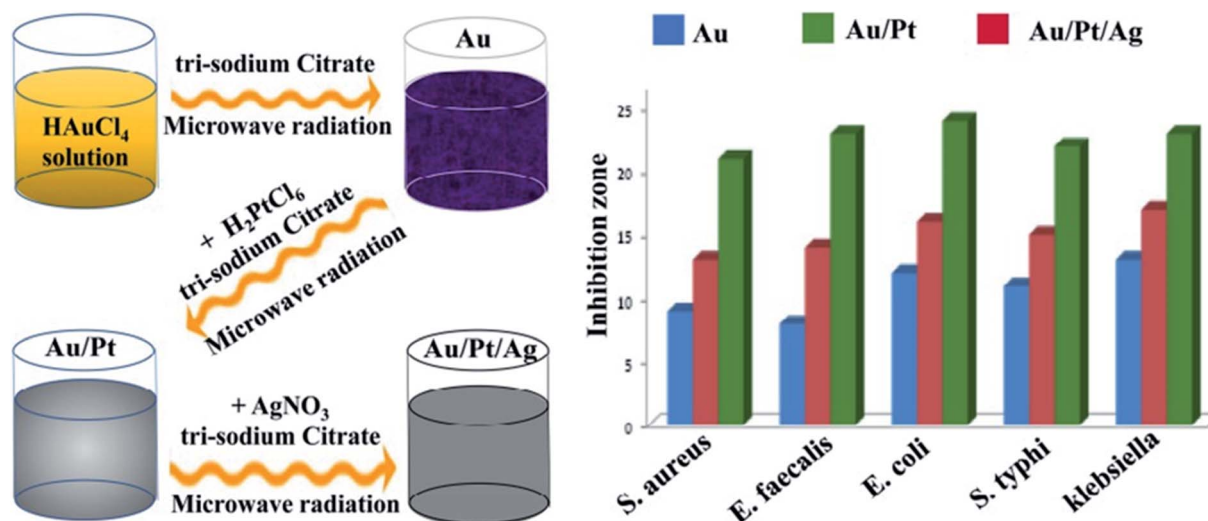 HAuCl₄
solution
tri-sodium Citrate
Microwave radiation
Au
+ H₂PtCl₆
tri-sodium Citrate
Microwave radiation
Au/Pt
+ AgNO₃
tri-sodium Citrate
Microwave radiation
Au/Pt/Ag
Au
Au/Pt
Au/Pt/Ag
Inhibition zone
25
20
15
10
5
0
S. aureus
E. faecalis
E. coli
S. typhi
klebsiella